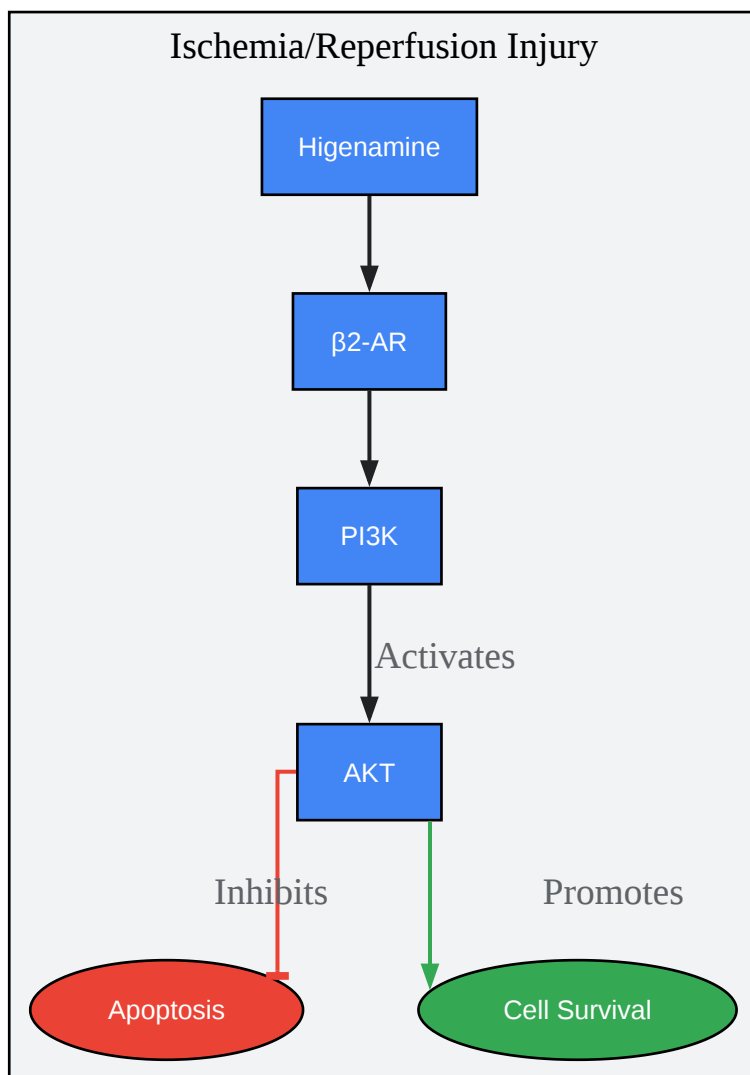 Ischemia/Reperfusion Injury
Higenamine
β2-AR
PI3K
Activates
AKT
Inhibits
Promotes
Apoptosis
Cell Survival